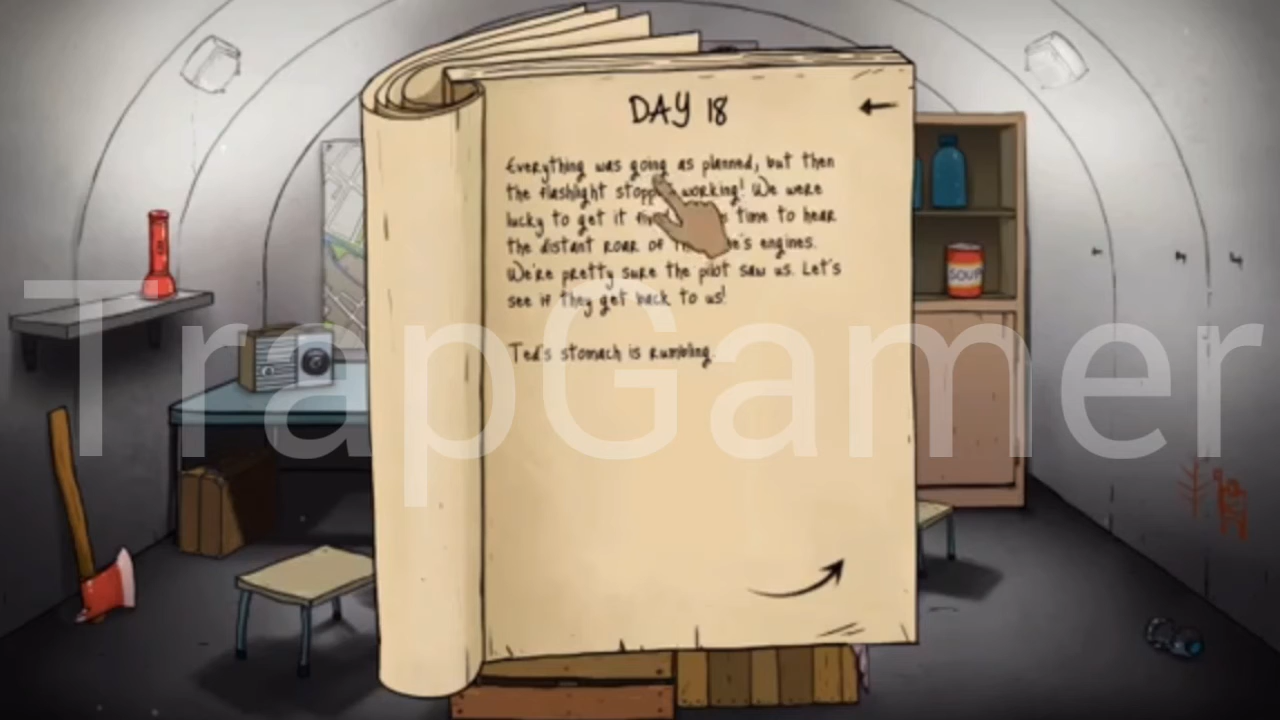 DAY 18
Everything was going as planned, but then
the flashlight working! We were
lucky to get it time to hear
the distant roar of engines.
We're pretty sure the pilot saw us. Let's
see if they get back to us!
Ted's stomach is rumbling.
SOUP
TrapGamer